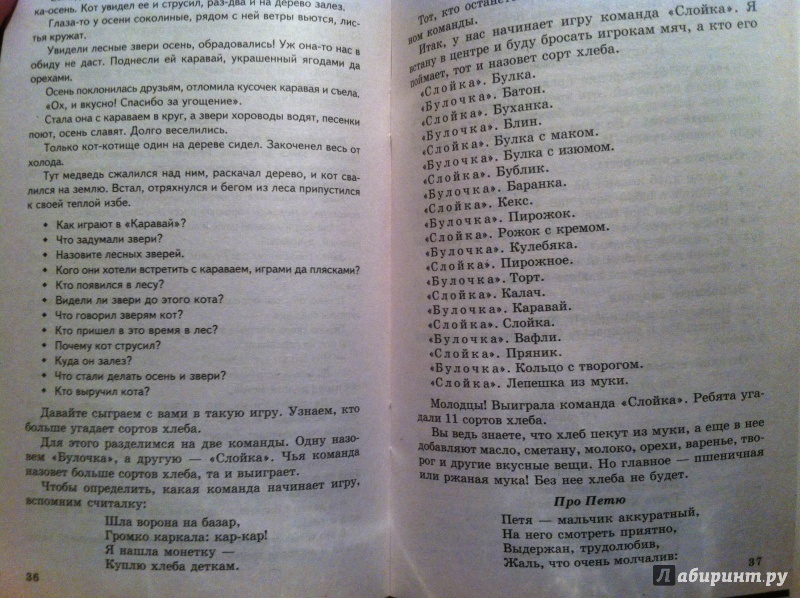 ка-осень. Кот увидел ее и струсил, раз-два и на дерево залез.
Глаза-то у осени соколиные, рядом с ней ветры вьются, лис-
тья кружат.
Увидели лесные звери осень, обрадовались! Уж она-то нас в
обиду не даст. Поднесли ей каравай, украшенный ягодами да
орехами.
Осень поклонилась друзьям, отломила кусочек каравая и съела.
«Ох, и вкусно! Спасибо за угощение».
Стала она с караваем в круг, а звери хороводы водят, песенки
поют, осень славят. Долго веселились.
Только кот-котище один на дереве сидел. Закоченел весь от
холода.
Тут медведь сжалился над ним, раскачал дерево, и кот сва-
лился на землю. Встал, отряхнулся и бегом из леса припустился
к своей теплой избе.
• Как играют в «Каравай»?
• Что задумали звери?
• Назовите лесных зверей.
• Кого они хотели встретить с караваем, играми да плясками?
• Кто появился в лесу?
• Видели ли звери до этого кота?
• Что говорил зверям кот?
• Кто пришел в это время в лес?
• Почему кот струсил?
• Куда он залез?
• Что стали делать осень и звери?
• Кто выручил кота?
Давайте сыграем с вами в такую игру. Узнаем, кто
больше угадает сортов хлеба.
Для этого разделимся на две команды. Одну назо-
вем «Булочка», а другую — «Слойка». Чья команда
назовет больше сортов хлеба, та и выиграет.
Чтобы определить, какая команда начинает игру,
вспомним считалку:
Шла ворона на базар,
Громко каркала: кар-кар!
Я нашла монетку —
Куплю хлеба деткам.
36
Тот, кто останется
ном команды.
Итак, у нас начинает игру команда «Слойка». Я
встану в центре и буду бросать игрокам мяч, а кто его
поймает, тот и назовет сорт хлеба.
«Слойка». Булка.
«Булочка». Батон.
«Слойка». Буханка.
«Булочка». Блин.
«Слойка». Булка с маком.
«Булочка». Булка с изюмом.
«Слойка». Бублик.
«Булочка». Баранка.
«Слойка». Кекс.
«Булочка». Пирожок.
«Слойка». Рожок с кремом.
«Булочка». Кулебяка.
«Слойка». Пирожное.
«Булочка». Торт.
«Слойка». Калач.
«Булочка». Каравай.
«Слойка». Слойка.
«Булочка». Вафли.
«Слойка». Пряник.
«Булочка». Кольцо с творогом.
«Слойка». Лепешка из муки.
Молодцы! Выиграла команда «Слойка». Ребята уга-
дали 11 сортов хлеба.
Вы ведь знаете, что хлеб пекут из муки, а еще в нее
добавляют масло, сметану, молоко, орехи, варенье, тво-
рог и другие вкусные вещи. Но главное — пшеничная
или ржаная мука! Без нее хлеба не будет.
Про Петю
Петя — мальчик аккуратный,
На него смотреть приятно,
Выдержан, трудолюбив,
Жаль, что очень молчалив:
37
Лабиринт.ру